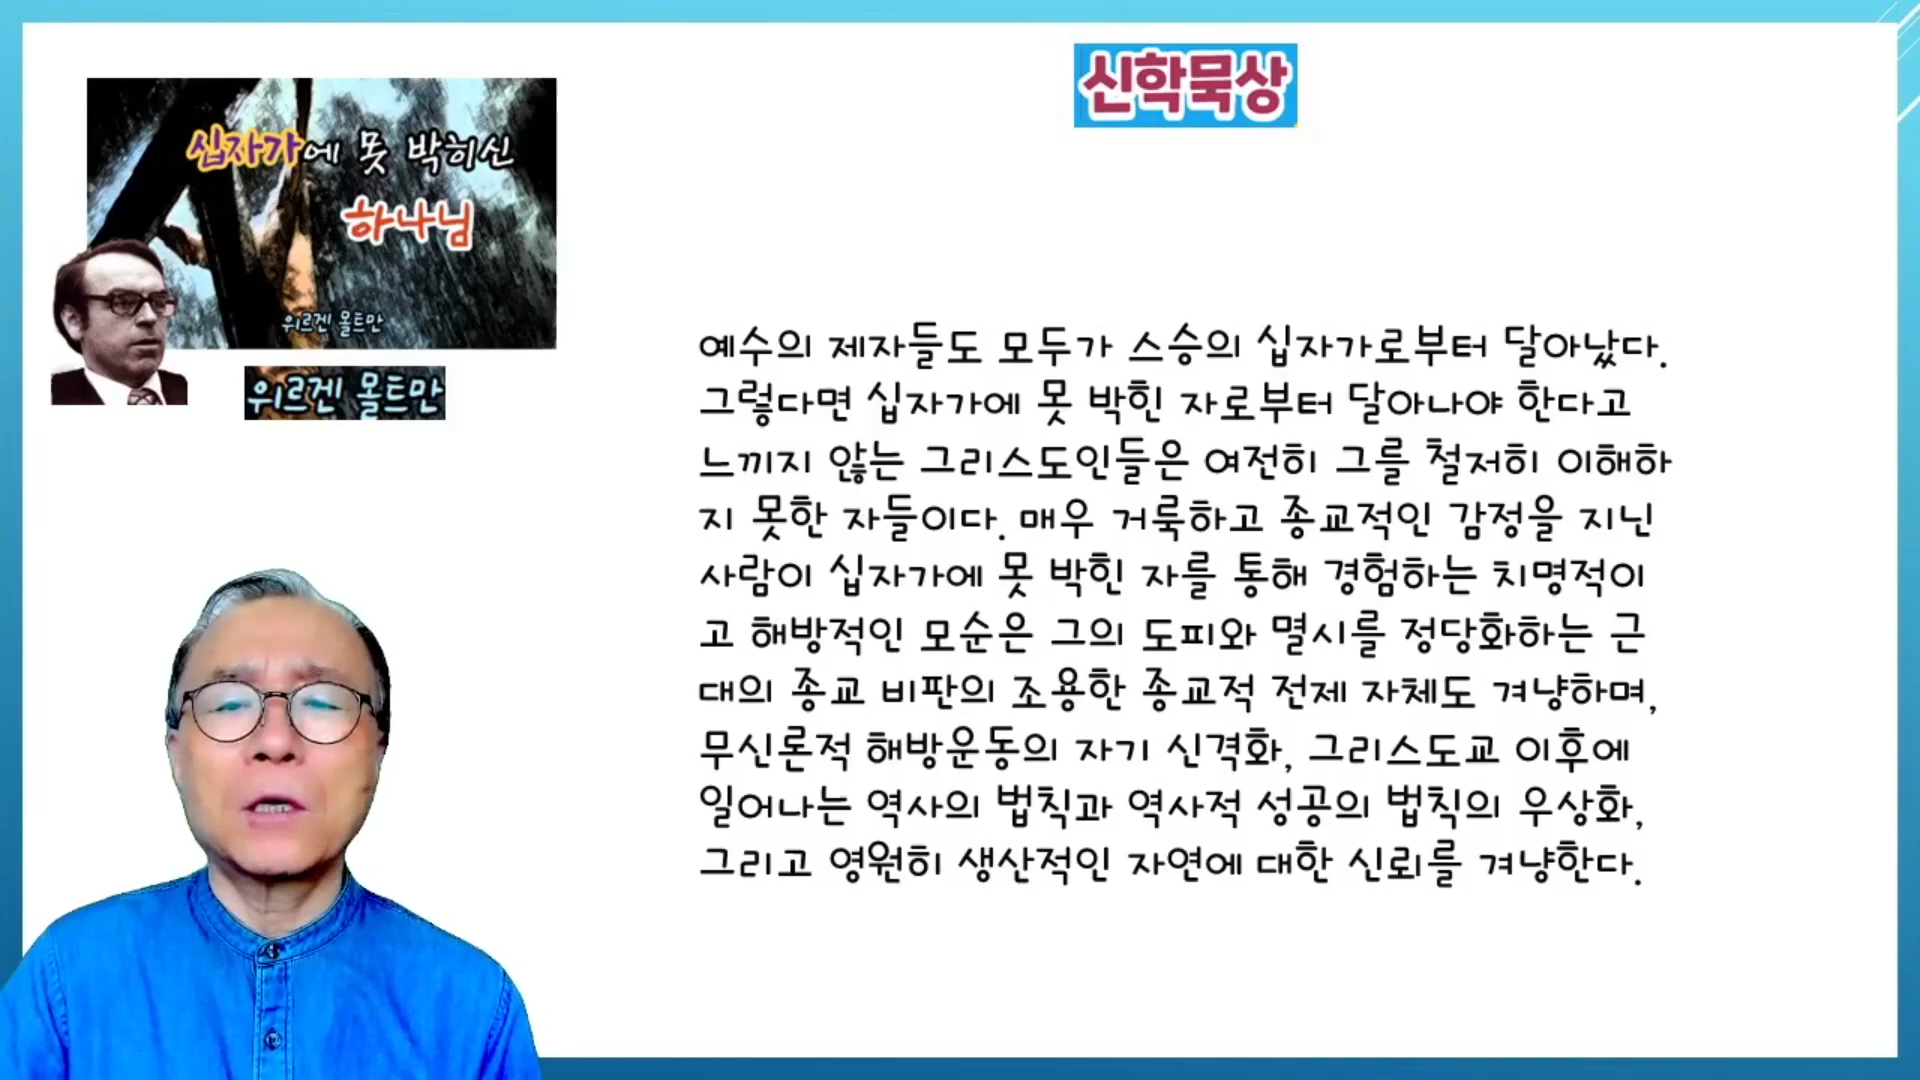 신학묵상
십자가에 못 박히신
하나님
위르겐 몰트만
위르겐 몰트만
예수의 제자들도 모두가 스승의 십자가로부터 달아났다.
그렇다면 십자가에 못 박힌 자로부터 달아나야 한다고
느끼지 않는 그리스도인들은 여전히 그를 철저히 이해하
지 못한 자들이다. 매우 거룩하고 종교적인 감정을 지닌
사람이 십자가에 못 박힌 자를 통해 경험하는 치명적이
고 해방적인 모순은 그의 도피와 멸시를 정당화하는 근
대의 종교 비판의 조용한 종교적 전제 자체도 겨냥하며,
무신론적 해방운동의 자기 신격화, 그리스도교 이후에
일어나는 역사의 법칙과 역사적 성공의 법칙의 우상화,
그리고 영원히 생산적인 자연에 대한 신뢰를 겨냥한다.